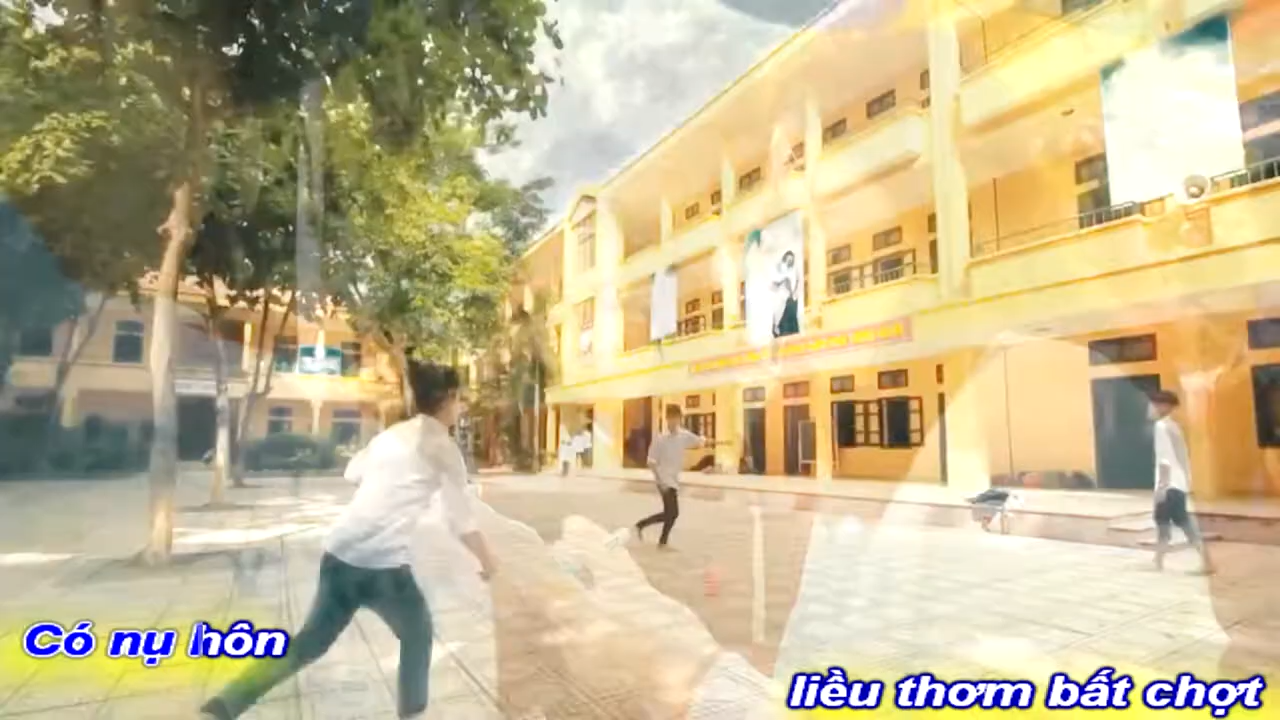 Có nụ hôn
liều thơm bất chợt